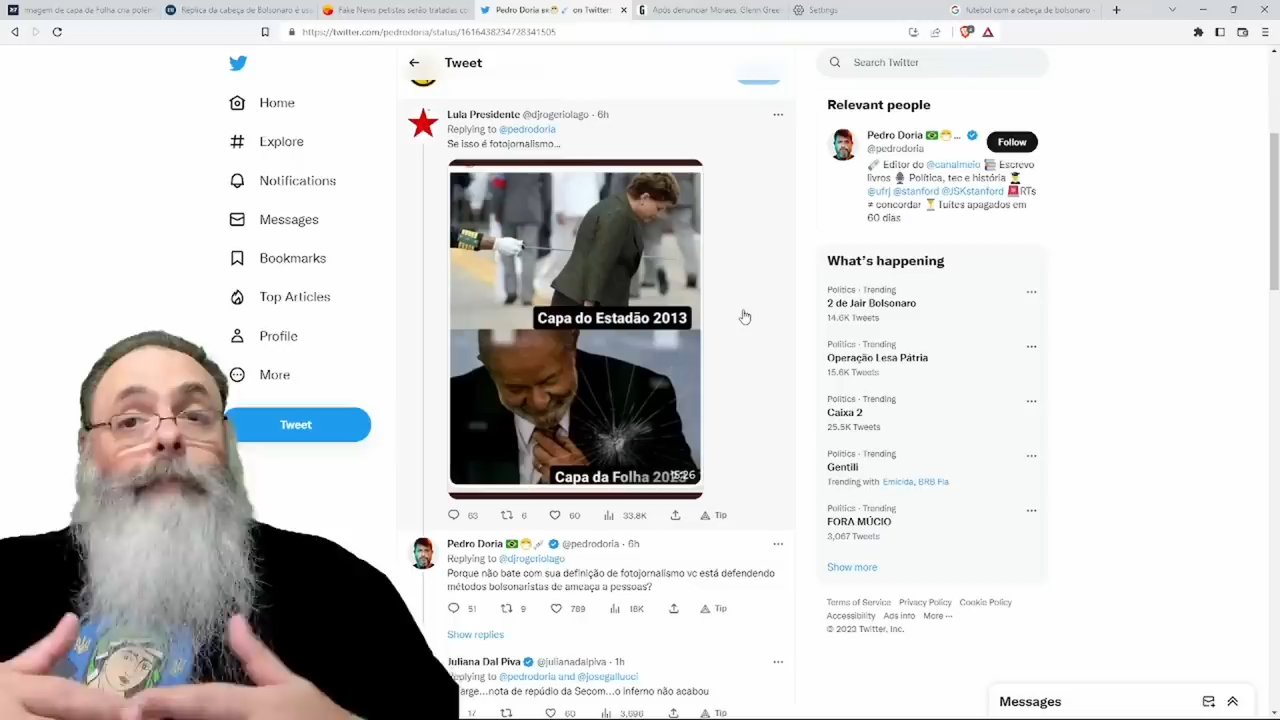 imagem de capa da Folha cria polêm
Réplica da cabeça de Bolsonaro é us
Fake News petistas serão tratadas co
Pedro Doria on Twitter:
Após denunciar Moraes, Glenn Gree
Settings
futebol com a cabeça de bolsonaro -
https://twitter.com/pedrodoria/status/1616438234728341505
Home
Explore
Notifications
Messages
Bookmarks
Top Articles
Profile
More
Tweet
Tweet
Lula Presidente @djrogeriolago · 6h
Replying to @pedrodoria
Se isso é fotojornalismo...
Capa do Estadão 2013
Capa da Folha 2023
15:26
63 6 60 33.8K Tip
Pedro Doria @pedrodoria · 6h
Replying to @djrogeriolago
Porque não bate com sua definição de fotojornalismo vc está defendendo
métodos bolsonaristas de ameaça a pessoas?
51 9 789 18K Tip
Show replies
Juliana Dal Piva @julianadalpiva · 1h
Replying to @pedrodoria and @josegallucci
arge...nota de repúdio da Secom...o inferno não acabou
17 60 3,696 Tip
Search Twitter
Relevant people
Pedro Doria ...
@pedrodoria
Follow
Editor do @canalmeio Escrevo
livros Política, tec e história
@ufrj @stanford @JSKstanford RTs
≠ concordar Tuítes apagados em
60 dias
What's happening
Politics · Trending
2 de Jair Bolsonaro
14.6K Tweets
Politics · Trending
Operação Lesa Pátria
15.6K Tweets
Politics · Trending
Caixa 2
25.5K Tweets
Politics · Trending
Gentili
Trending with Emicida, BRB Fla
Politics · Trending
FORA MÚCIO
3,067 Tweets
Show more
Terms of Service Privacy Policy Cookie Policy
Accessibility Ads info More ···
© 2023 Twitter, Inc.
Messages